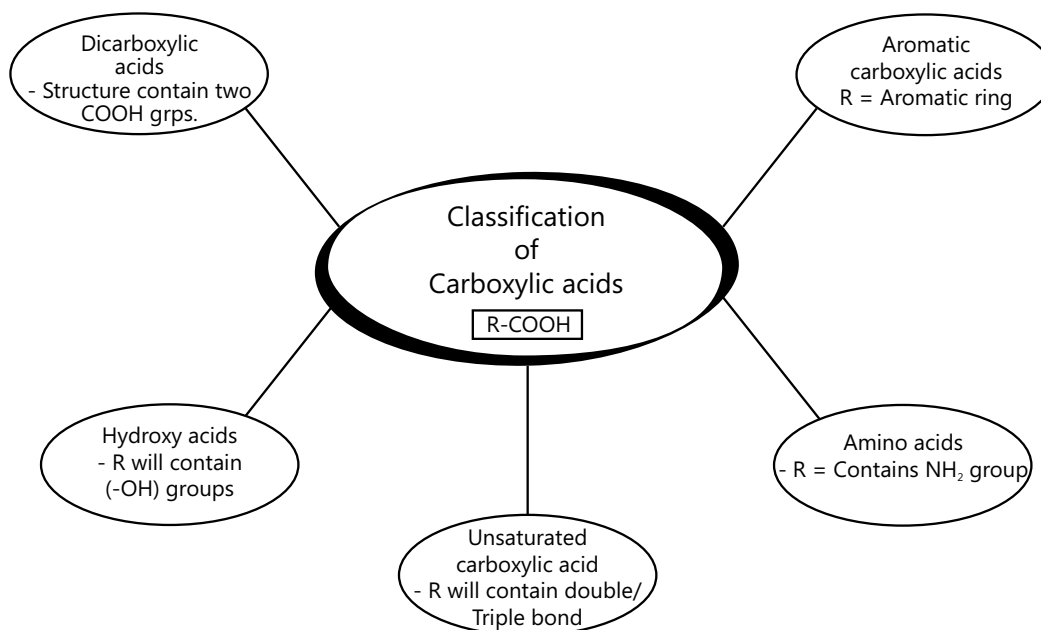 Dicarboxylic
acids
- Structure contain two
COOH grps.
Aromatic
carboxylic acids
R = Aromatic ring
Classification
of
Carboxylic acids
R-COOH
Hydroxy acids
- R will contain
(-OH) groups
Amino acids
- R = Contains NH₂ group
Unsaturated
carboxylic acid
- R will contain double/
Triple bond